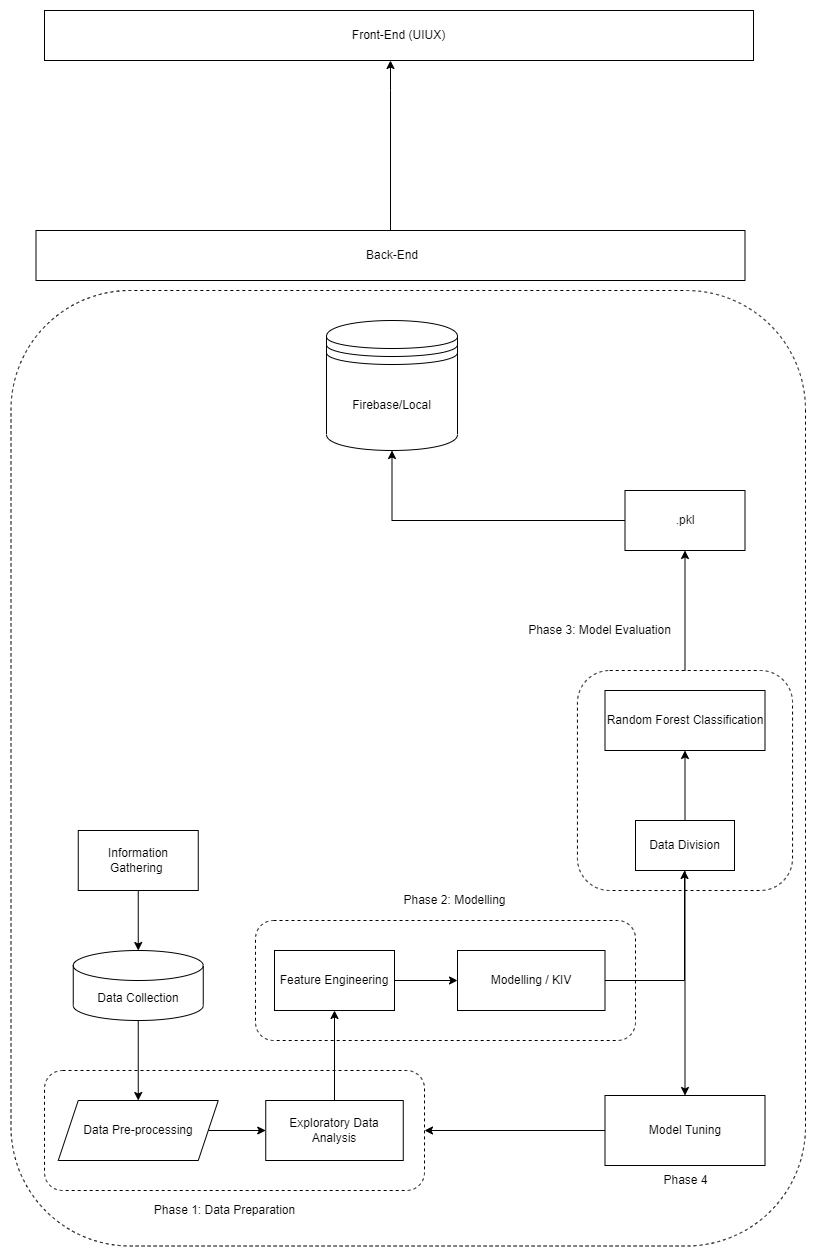 Front-End (UIUX)
Back-End
Firebase/Local
.pkl
Phase 3: Model Evaluation
Random Forest Classification
Data Division
Information
Gathering
Phase 2: Modelling
Feature Engineering
Modelling / KIV
Data Collection
Data Pre-processing
Exploratory Data
Analysis
Model Tuning
Phase 4
Phase 1: Data Preparation